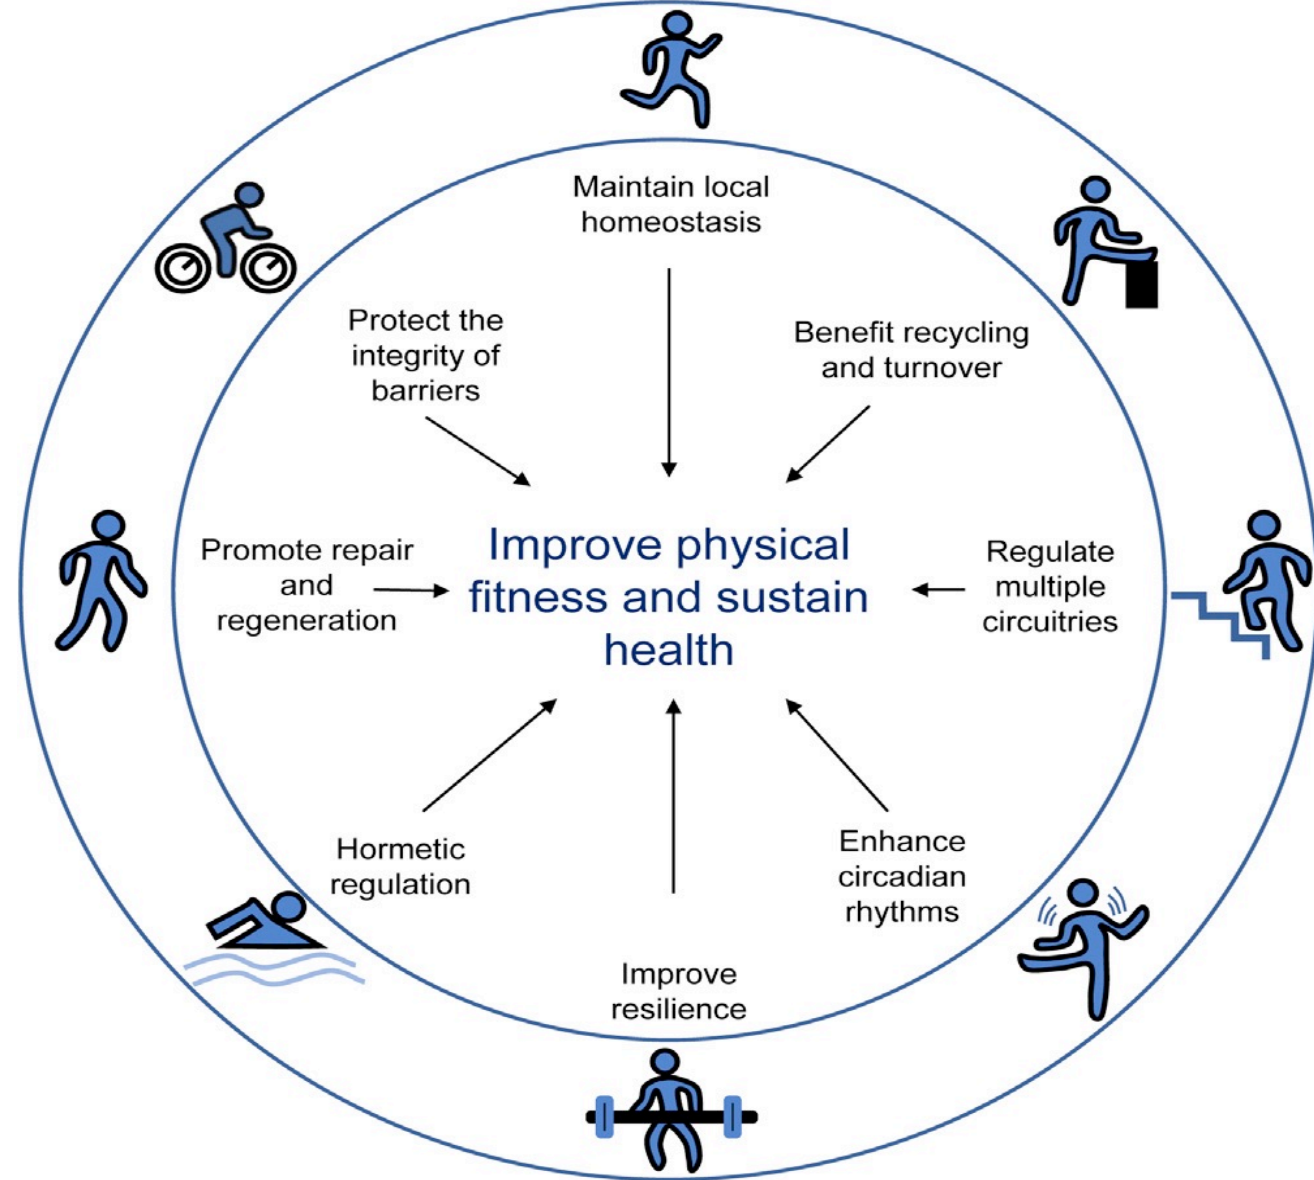 Maintain local
homeostasis
Protect the
integrity of
barriers
Benefit recycling
and turnover
Improve physical
fitness and sustain
health
Promote repair
and
regeneration
Regulate
multiple
circuitries
Hormetic
regulation
Enhance
circadian
rhythms
Improve
resilience